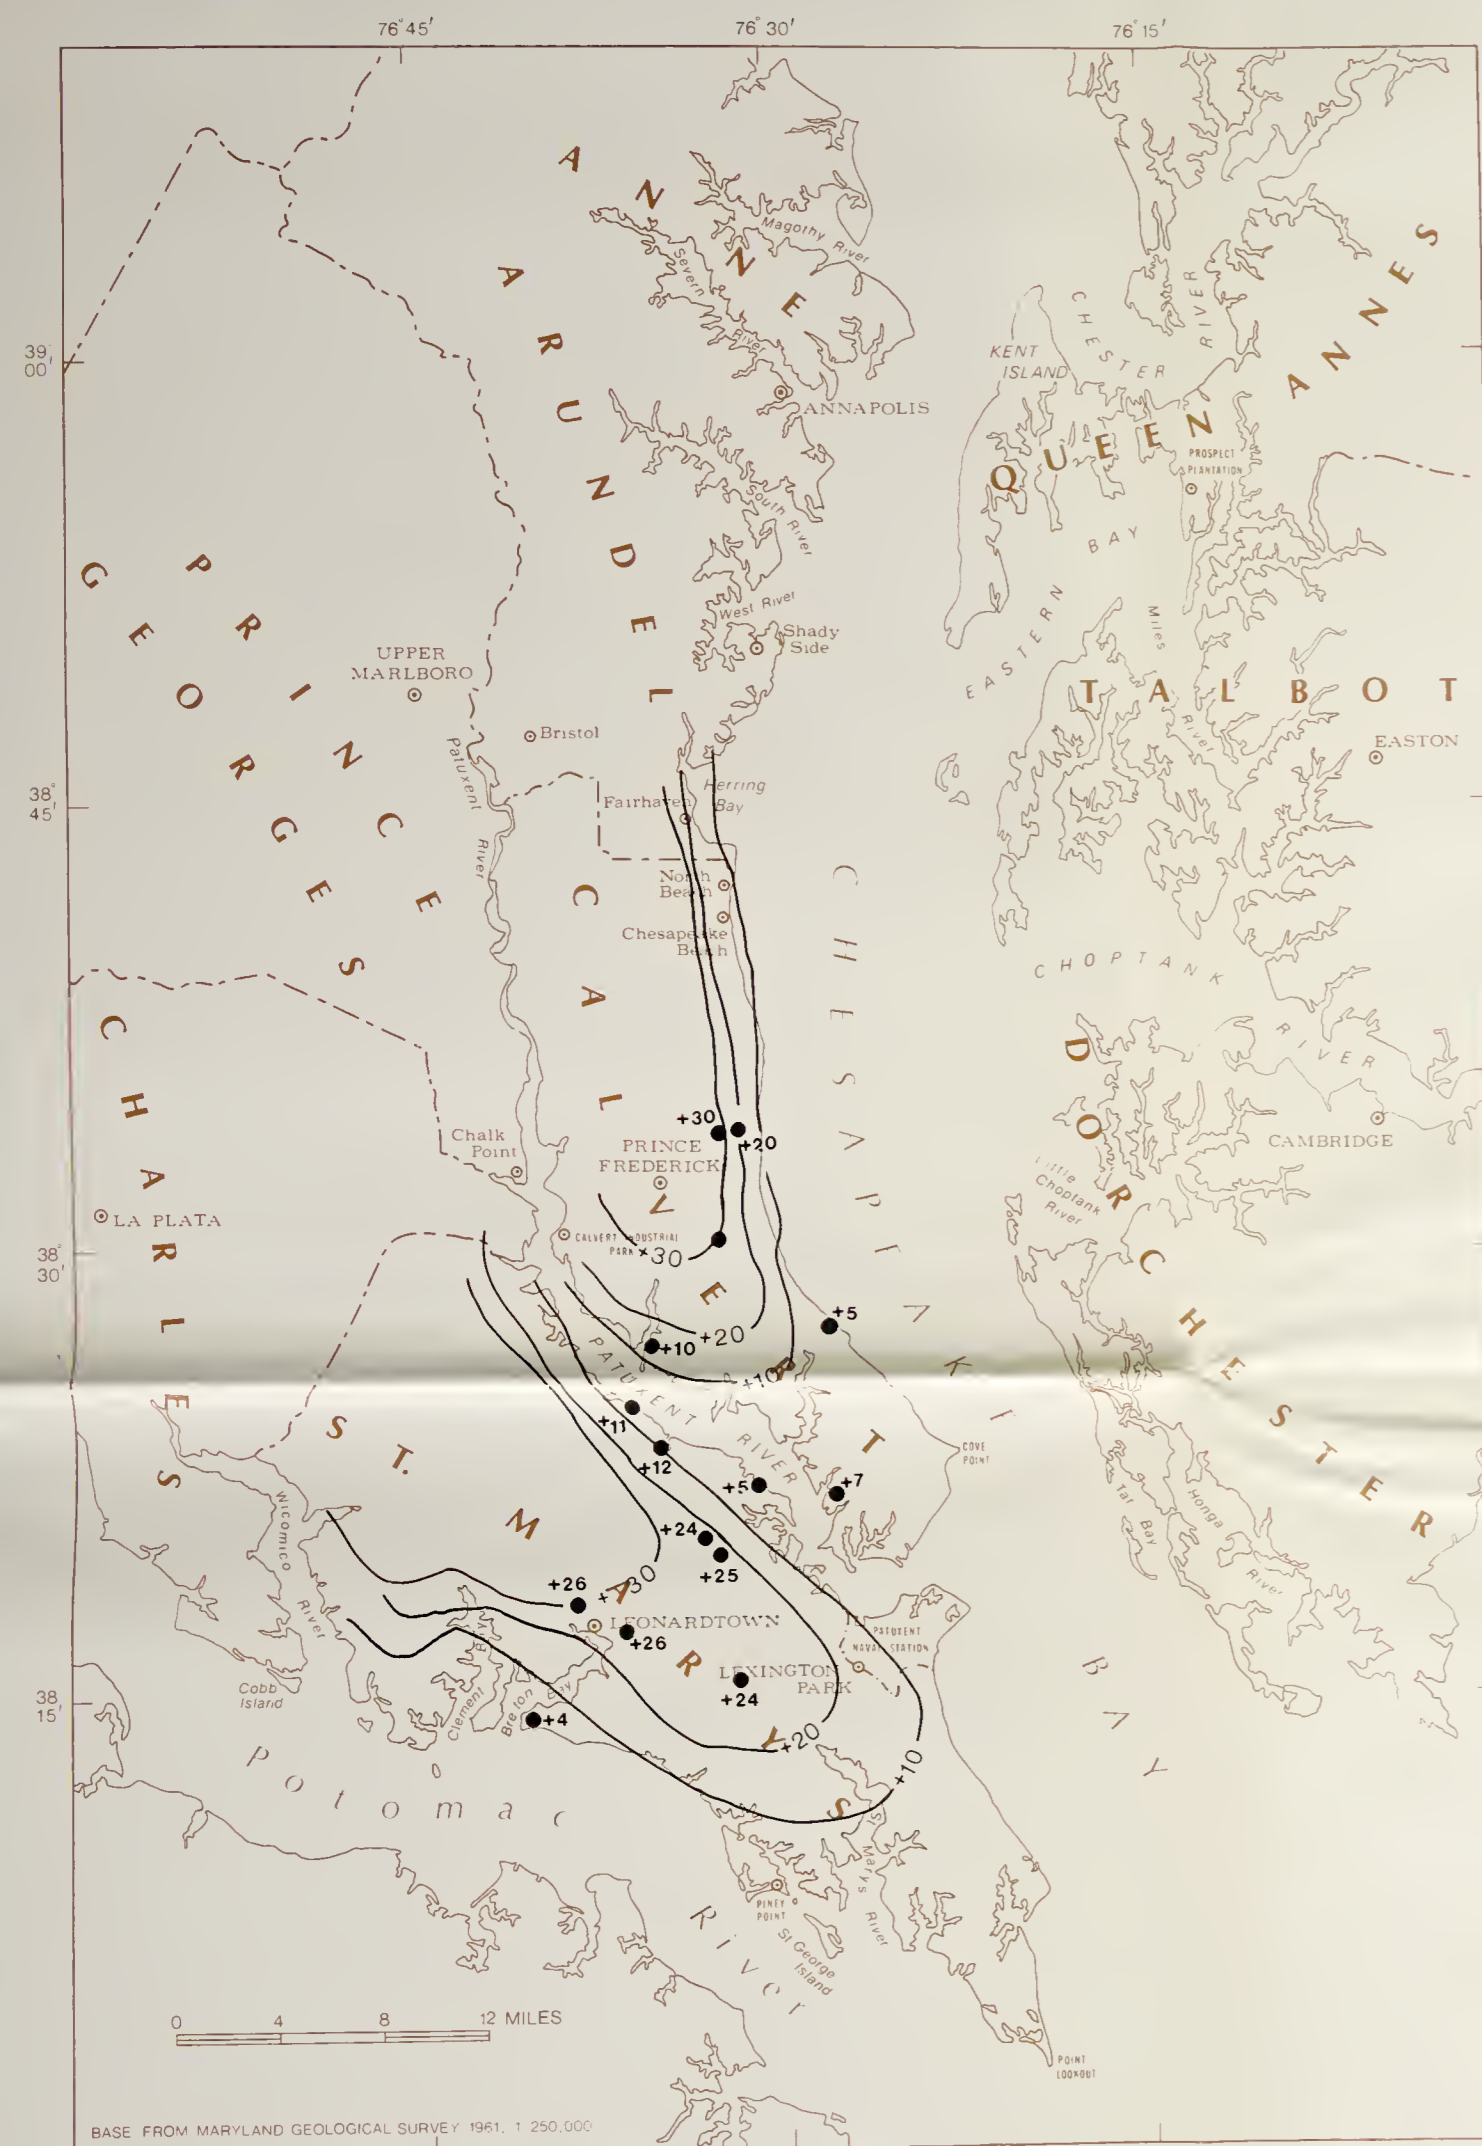 76°45′
76°30′
76°15′
39°
00′
38°
45′
38°
30′
38°
15′
ANNE
ARUNDEL
Magothy River
Severn
River
ANNAPOLIS
South River
West River
Shady
Side
KENT
ISLAND
CHESTER
RIVER
QUEEN ANNES
PROSPECT
PLANTATION
EASTERN BAY
Miles
River
TALBOT
EASTON
PRINCE
GEORGES
UPPER
MARLBORO
Bristol
Patuxent
River
Herring
Bay
Fairhaven
North
Beach
Chesapeake
Beach
CALVERT
CHESAPEAKE
BAY
CHOPTANK
RIVER
DORCHESTER
CAMBRIDGE
Little
Choptank
River
CHARLES
LA PLATA
Chalk
Point
PRINCE
FREDERICK
+30
+20
CALVERT INDUSTRIAL
PARK
+30
+20
+10
+10
+5
PATUXENT
RIVER
+11
+12
+5
+7
COVE
POINT
Tar Bay
Honga
River
ST. MARYS
Wicomico
River
+24
+25
+26
+30
LEONARDTOWN
+26
PATUXENT
NAVAL STATION
LEXINGTON
PARK
+24
Cobb
Island
Clement
Bay
Breton Bay
+4
+20
+10
Potomac
River
St
Marys
River
PINEY
POINT
St George
Island
POINT
LOOKOUT
0 4 8 12 MILES
BASE FROM MARYLAND GEOLOGICAL SURVEY 1961, 1 250,000